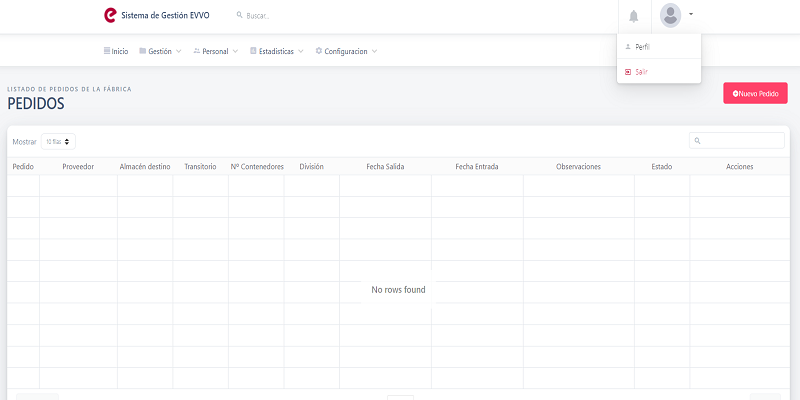 Sistema de Gestión EVVO
Buscar..
Inicio Gestión Personal Estadísticas Configuracion
Perfil
Salir
LISTADO DE PEDIDOS DE LA FÁBRICA
PEDIDOS
Nuevo Pedido
Mostrar 10 filas
Pedido Proveedor Almacén destino Transitorio Nº Contenedores División Fecha Salida Fecha Entrada Observaciones Estado Acciones
No rows found